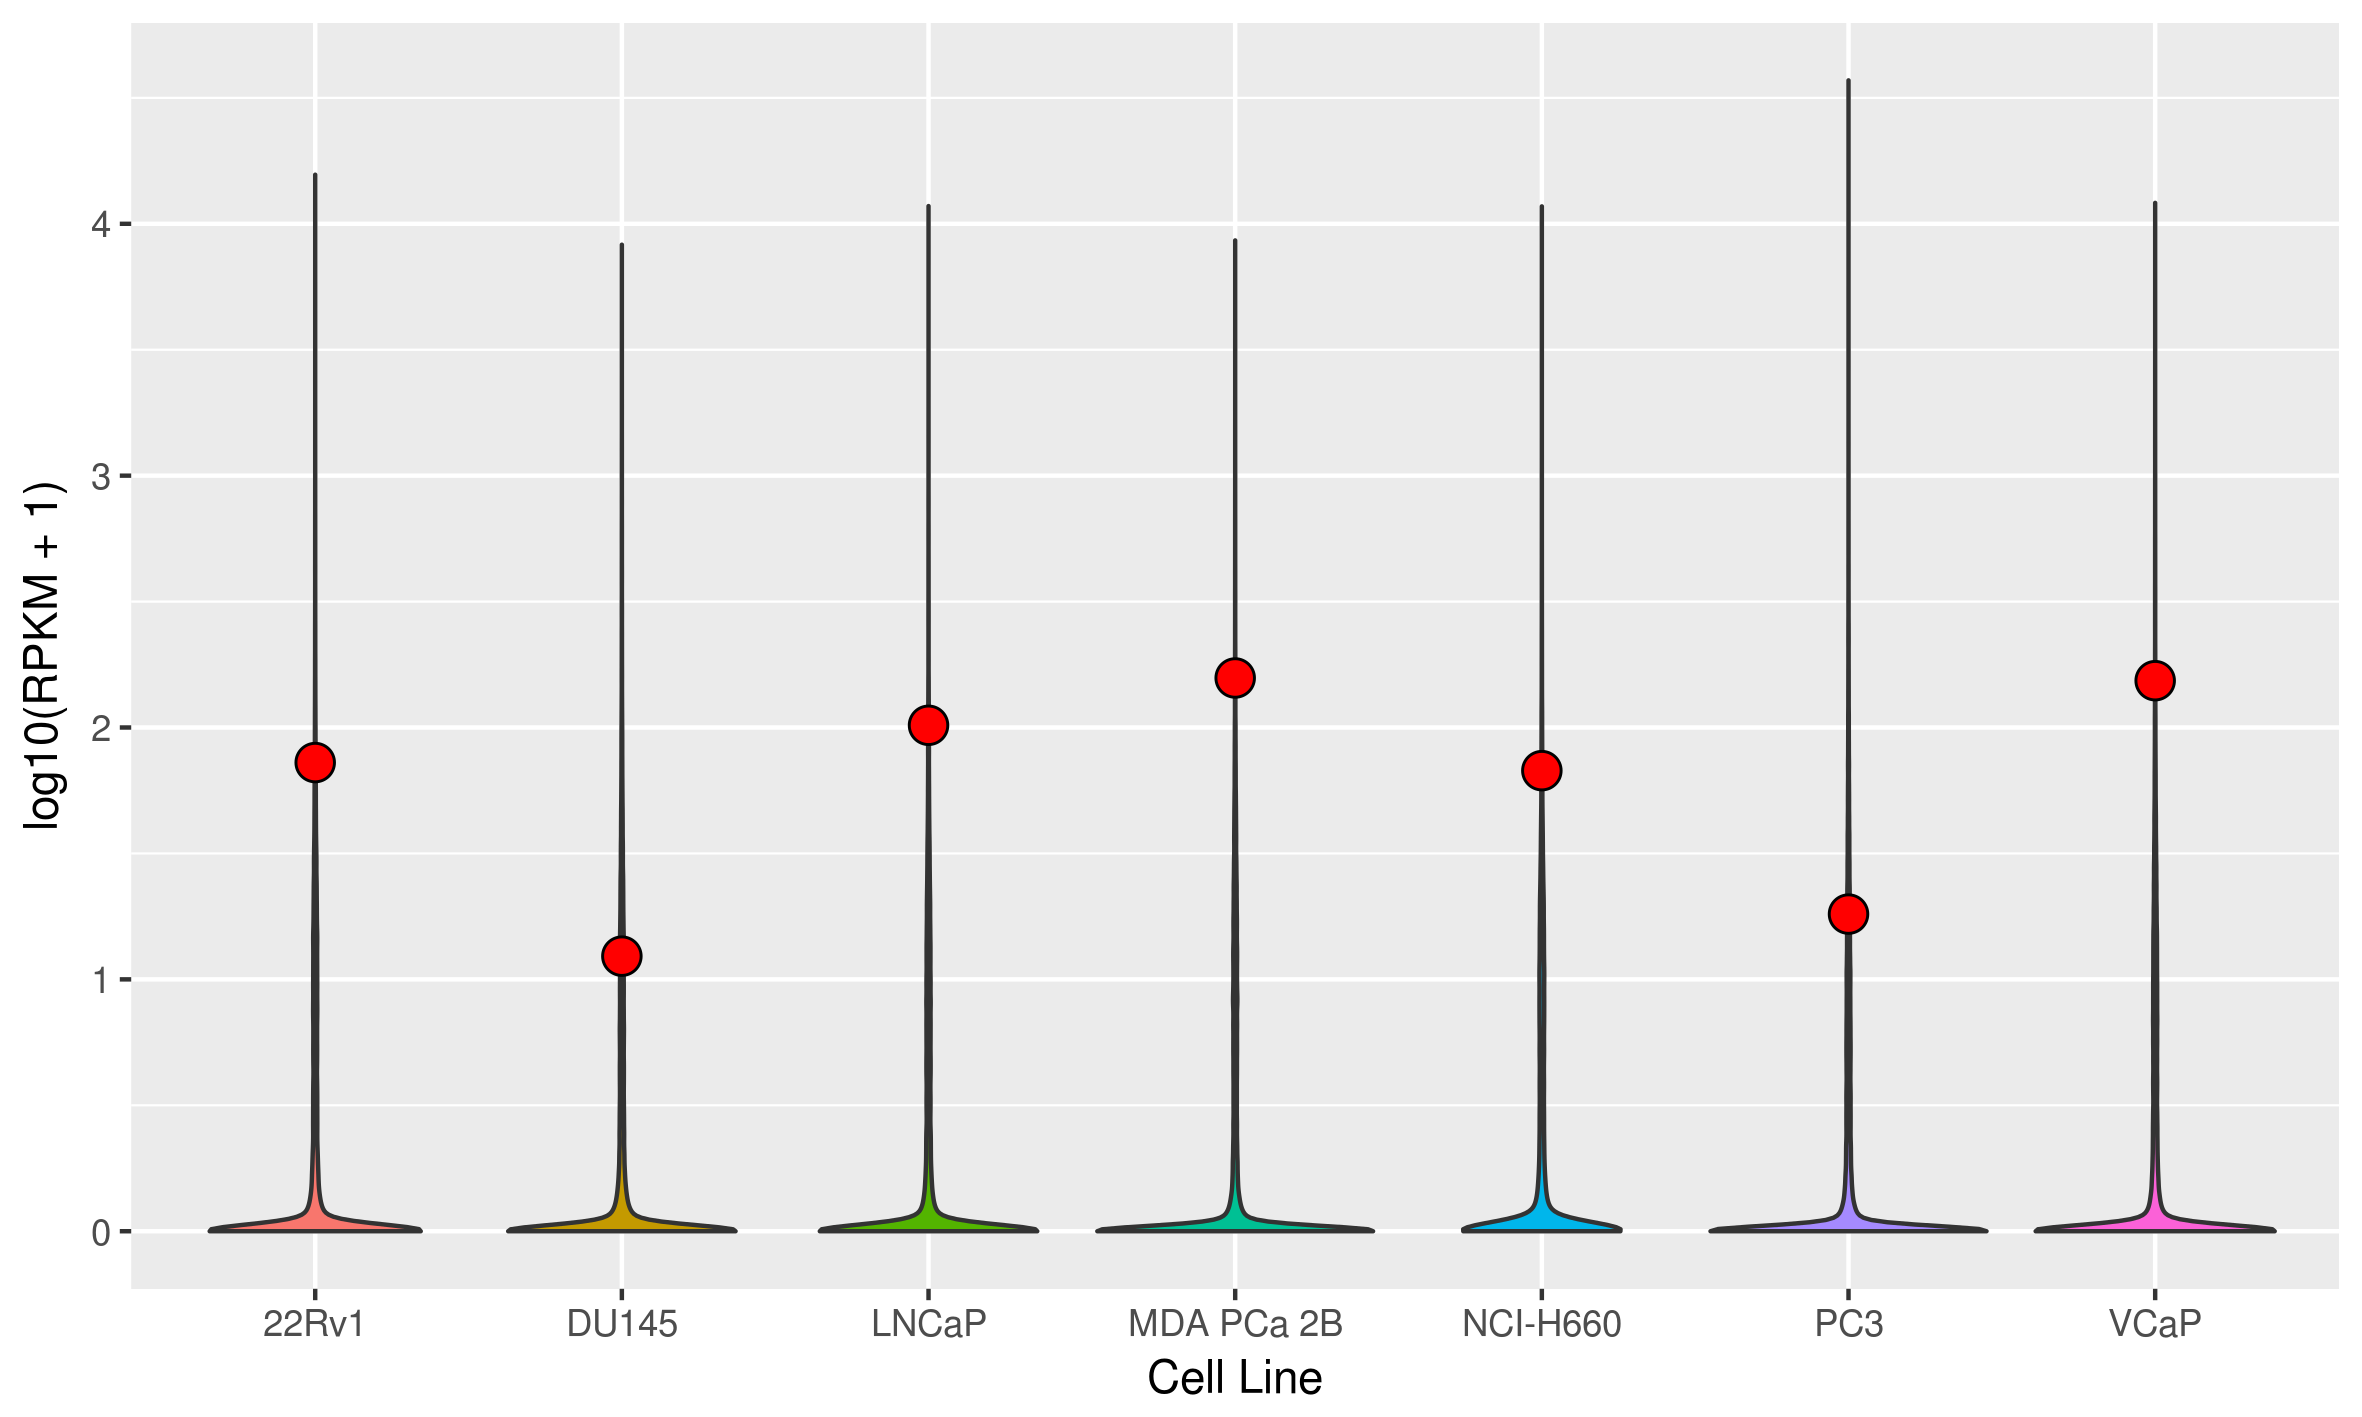 log10(RPKM + 1)
4
3
2
1
0
22Rv1 DU145 LNCaP MDA PCa 2B NCI-H660 PC3 VCaP
Cell Line